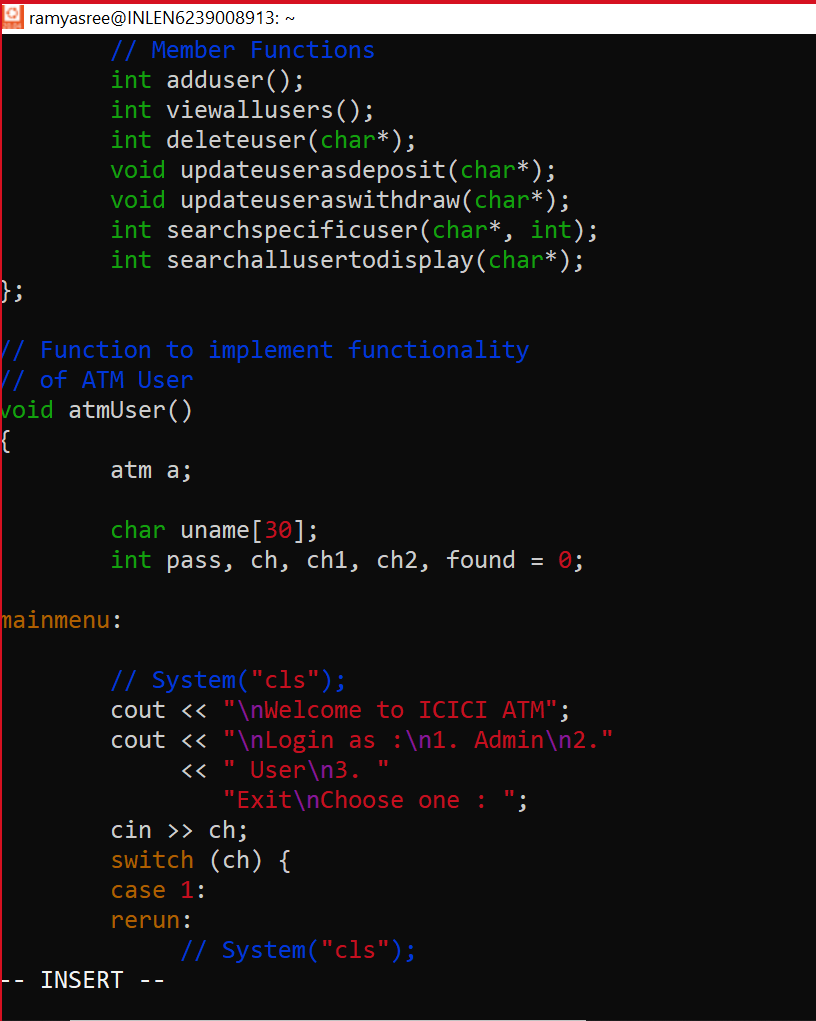 ramyasree@INLEN6239008913: ~
// Member Functions
int adduser();
int viewallusers();
int deleteuser(char*);
void updateuserasdeposit(char*);
void updateuseraswithdraw(char*);
int searchspecificuser(char*, int);
int searchallusertodisplay(char*);
};
// Function to implement functionality
// of ATM User
void atmUser()
{
atm a;
char uname[30];
int pass, ch, ch1, ch2, found = 0;
mainmenu:
// System("cls");
cout << "\nWelcome to ICICI ATM";
cout << "\nLogin as :\n1. Admin\n2."
<< " User\n3. "
"Exit\nChoose one : ";
cin >> ch;
switch (ch) {
case 1:
rerun:
// System("cls");
-- INSERT --